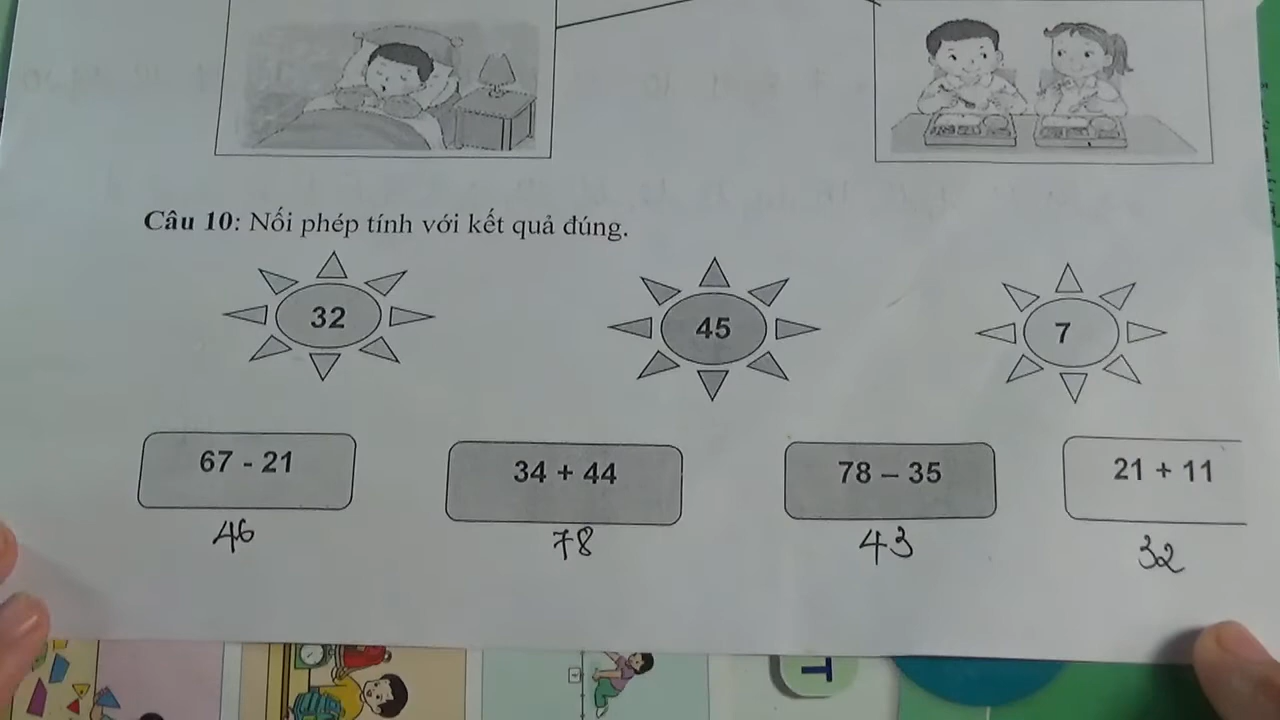 Câu 10: Nối phép tính với kết quả đúng.
32 45 7
67 - 21 34 + 44 78 – 35 21 + 11
46 78 43 32
T